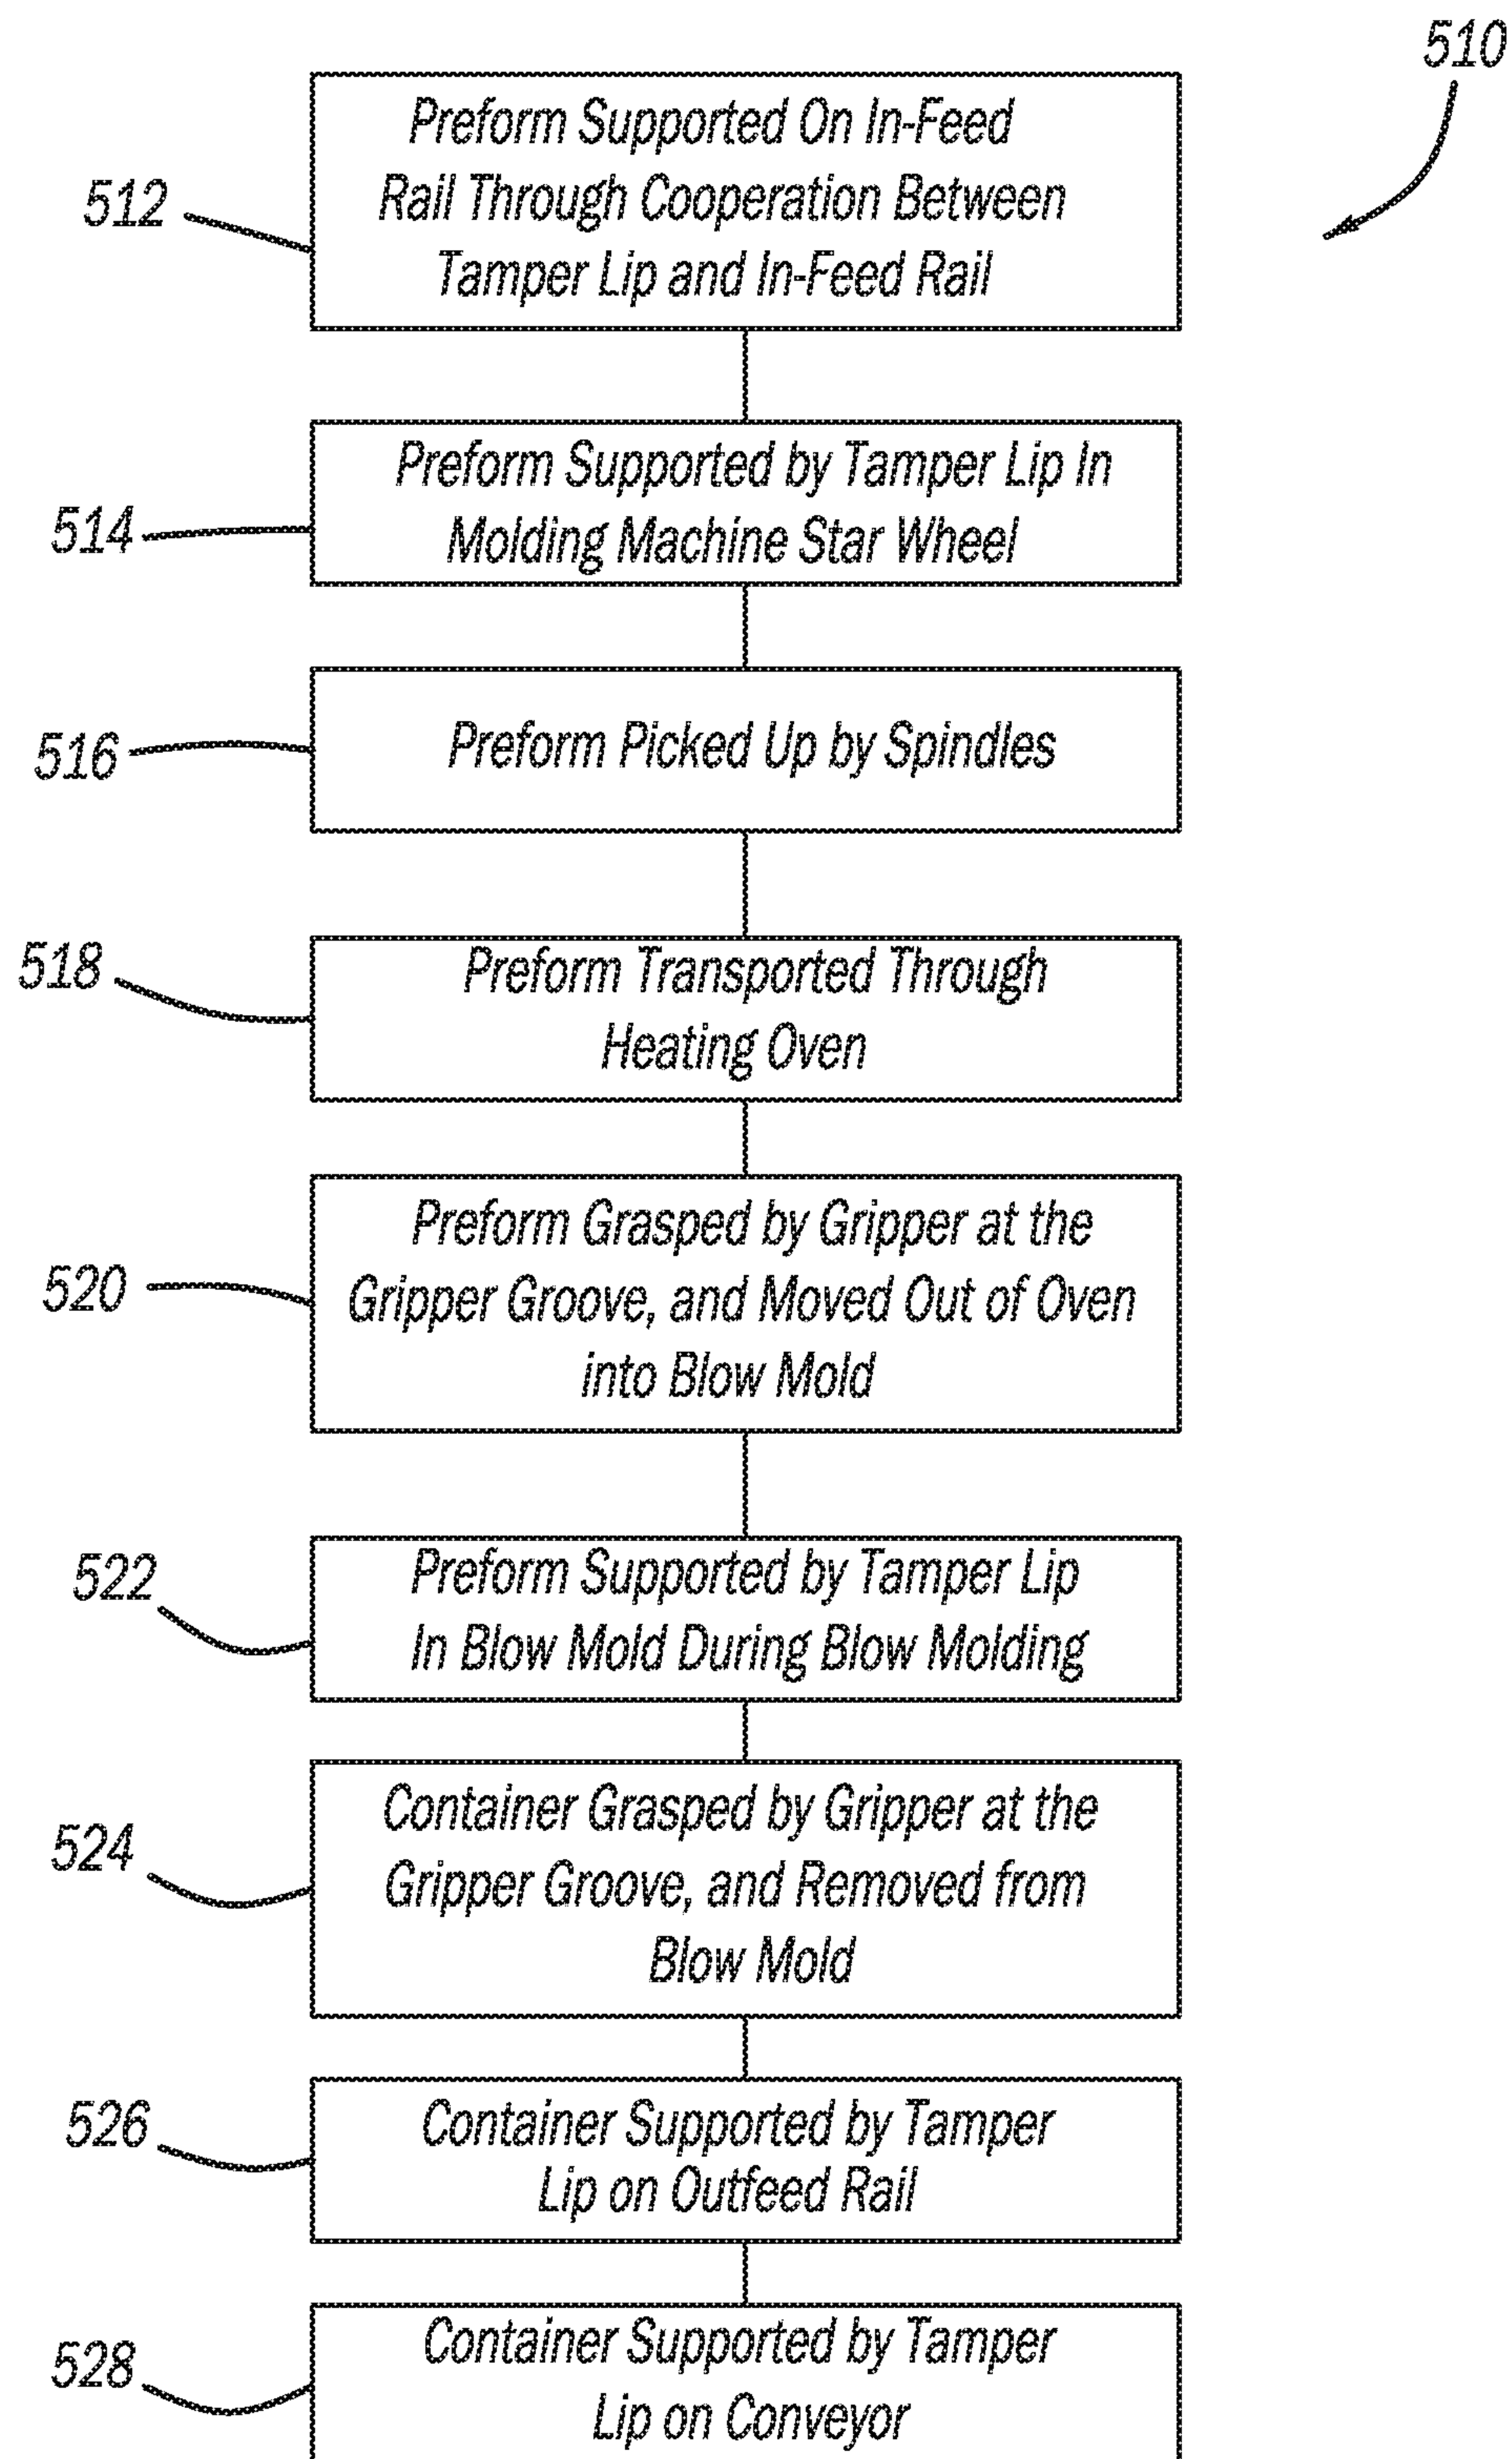 510
Preform Supported On In-Feed
Rail Through Cooperation Between
Tamper Lip and In-Feed Rail
512
Preform Supported by Tamper Lip In
Molding Machine Star Wheel
514
Preform Picked Up by Spindles
516
Preform Transported Through
Heating Oven
518
Preform Grasped by Gripper at the
Gripper Groove, and Moved Out of Oven
into Blow Mold
520
Preform Supported by Tamper Lip
In Blow Mold During Blow Molding
522
Container Grasped by Gripper at the
Gripper Groove, and Removed from
Blow Mold
524
Container Supported by Tamper
Lip on Outfeed Rail
526
Container Supported by Tamper
Lip on Conveyor
528